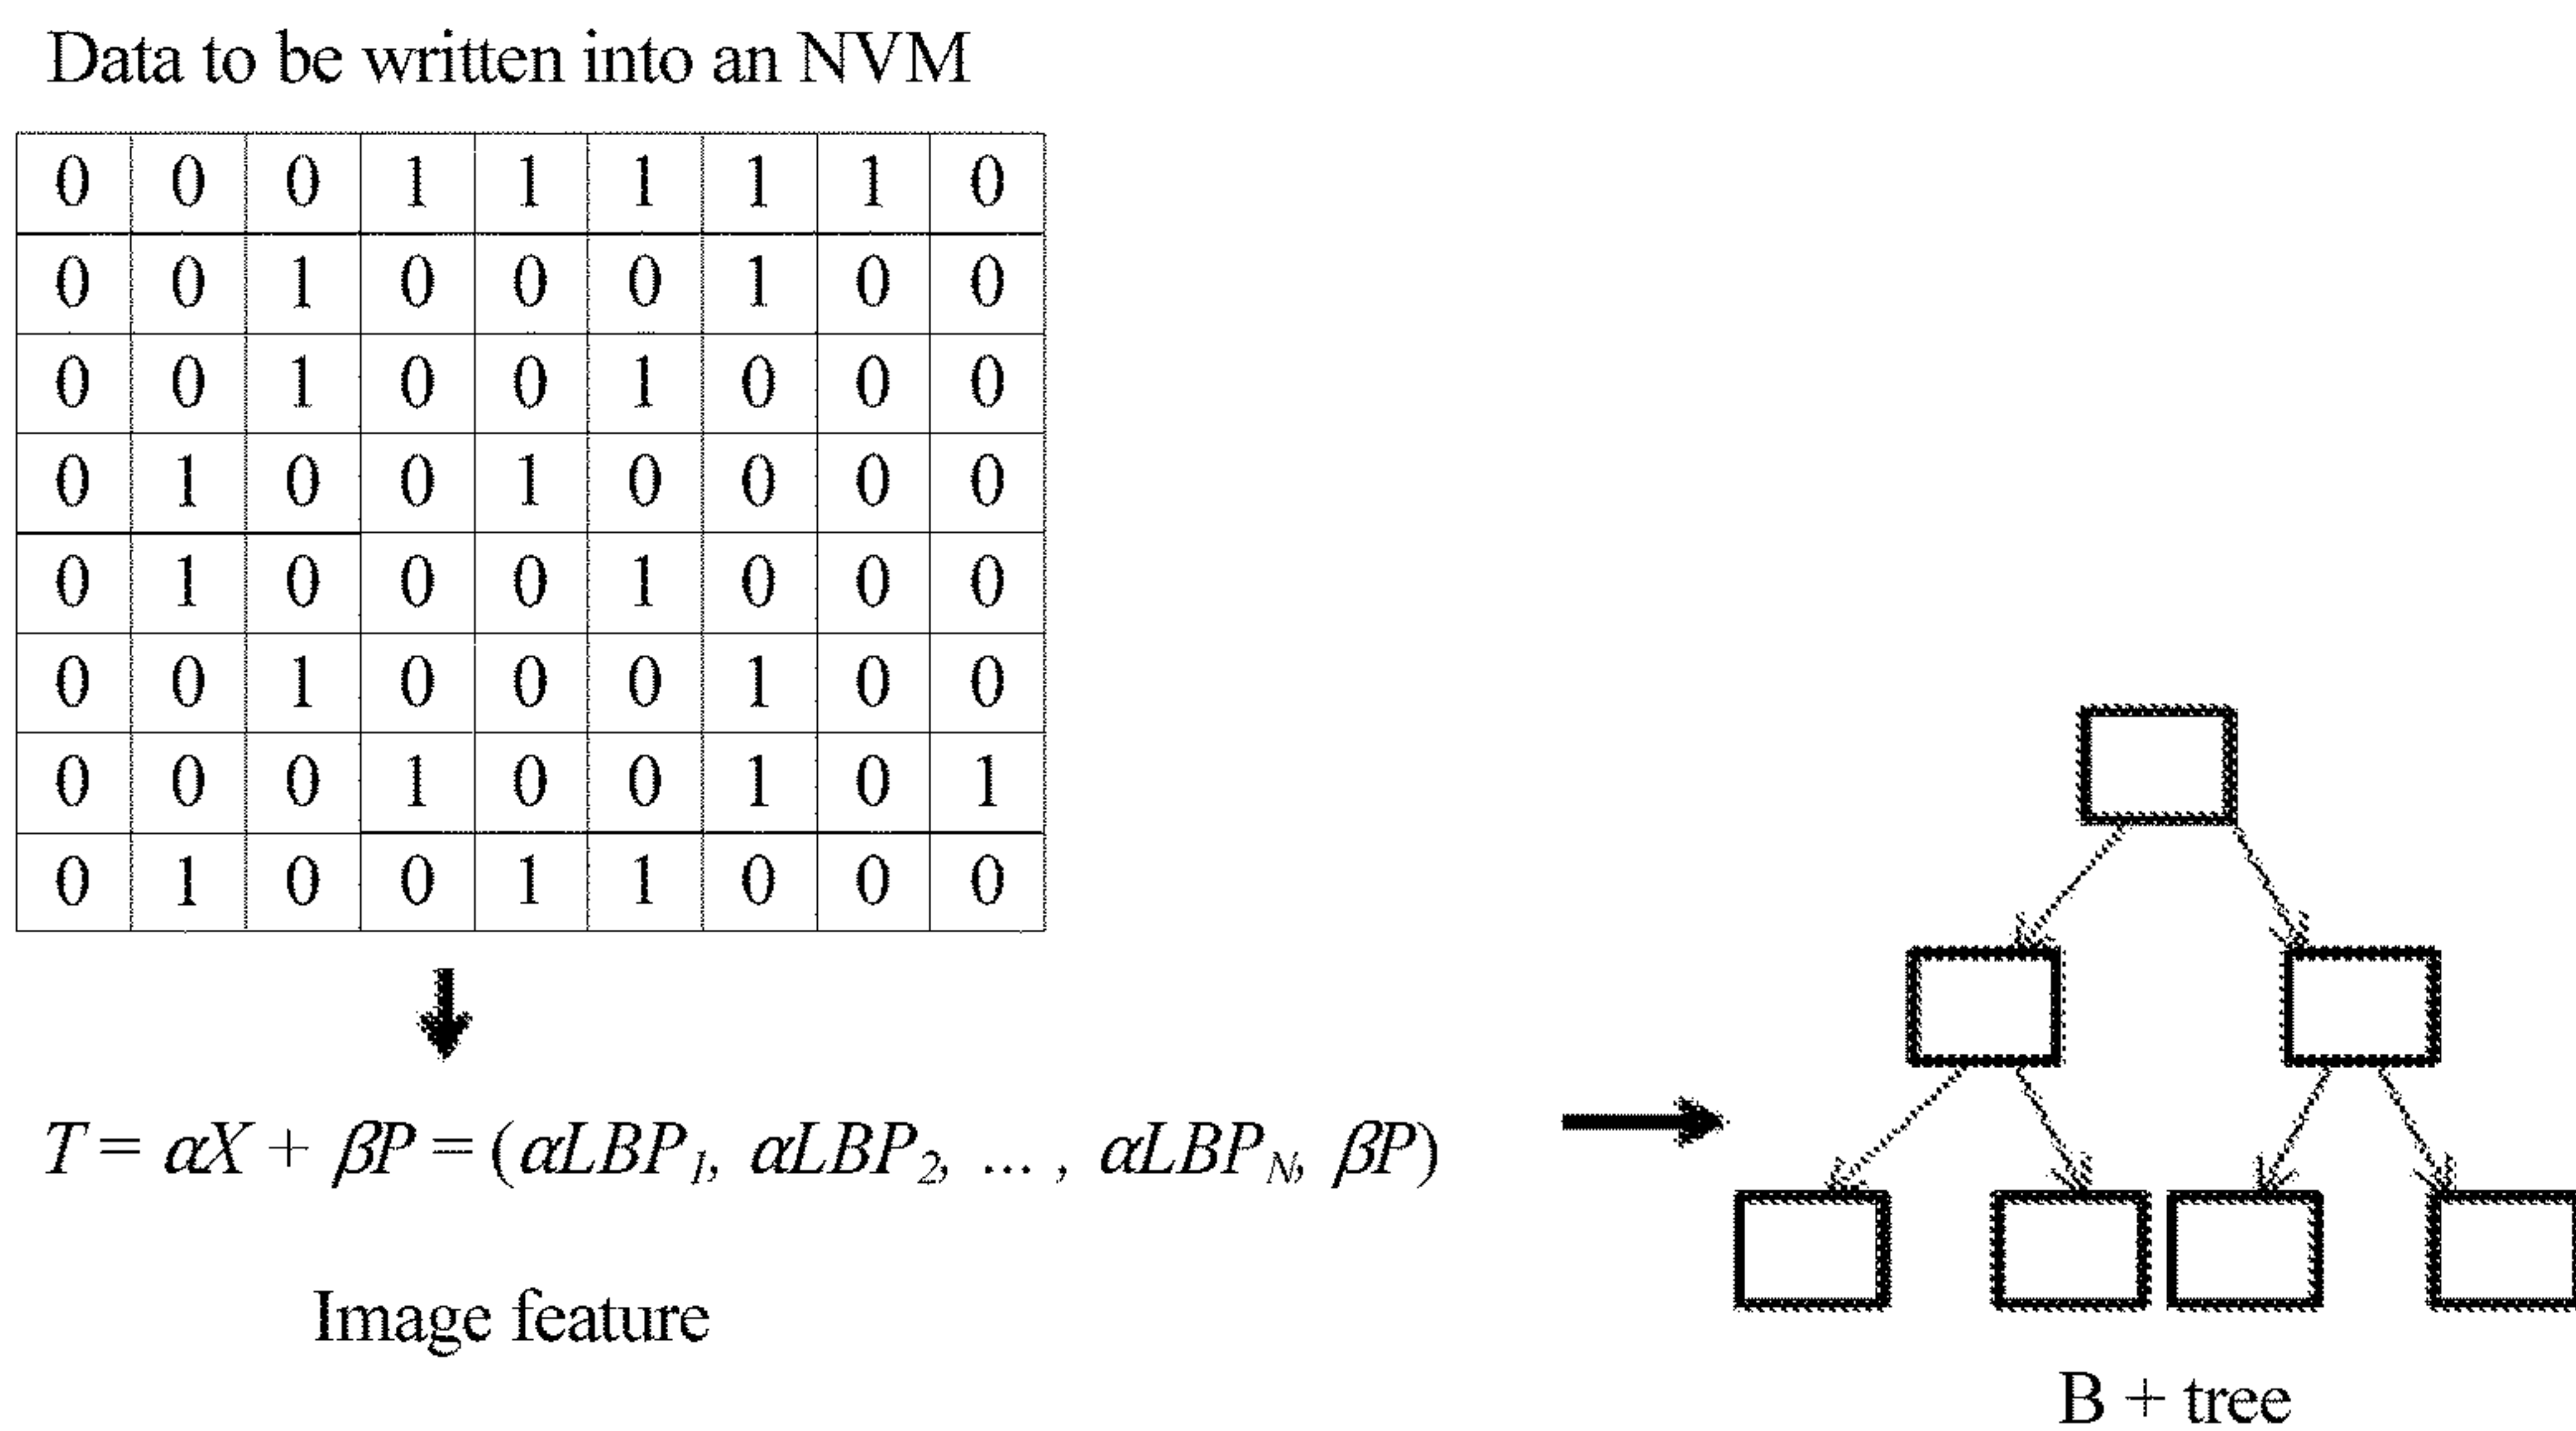 Data to be written into an NVM
0 0 0 1 1 1 1 1 0
0 0 1 0 0 0 1 0 0
0 0 1 0 0 1 0 0 0
0 1 0 0 1 0 0 0 0
0 1 0 0 0 1 0 0 0
0 0 1 0 0 0 1 0 0
0 0 0 1 0 0 1 0 1
0 1 0 0 1 1 0 0 0
T = αX + βP = (αLBP1, αLBP2, ... , αLBPN, βP)
Image feature
B + tree